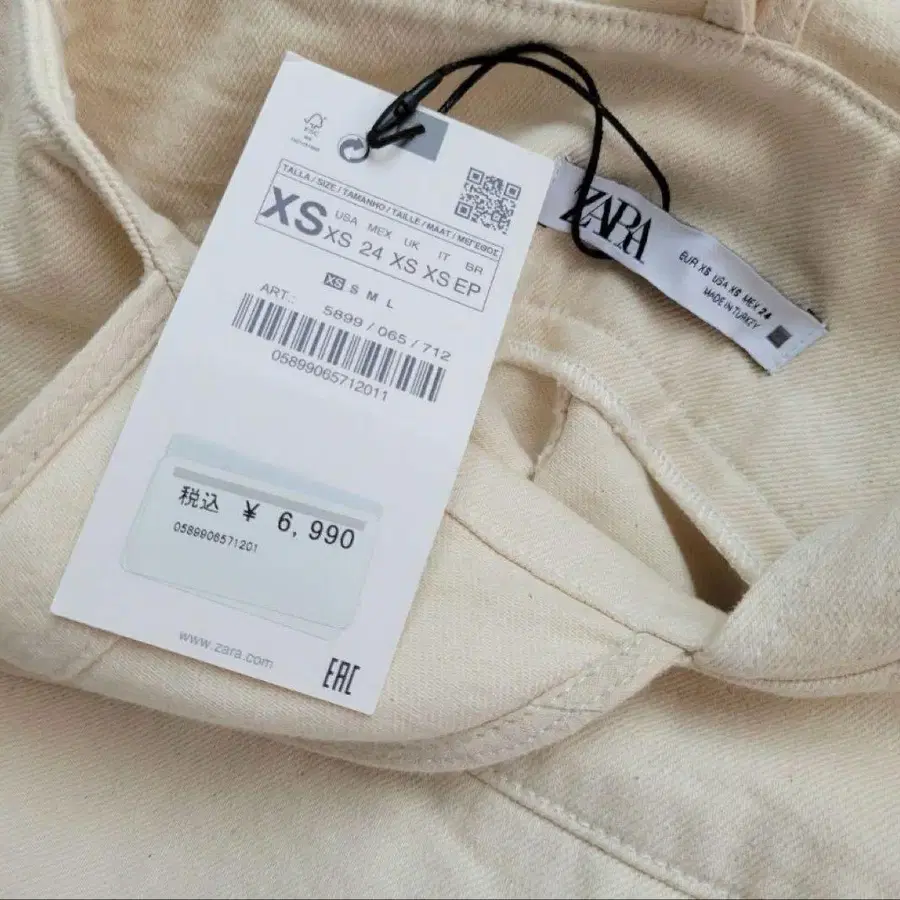 FSC
TALLA / SIZE / TAMANHO / TAILLE / MAAT / ΜΕΓΕΘΟΣ
XS
USA MEX UK IT BR
XS 24 XS XS EP
XS S M L
ART.: 5899 / 065 / 712
05899065712011
税込 ¥ 6,990
0589906571201
www.zara.com
EAC
ZARA
EUR XS USA XS MEX 24
MADE IN TURKEY